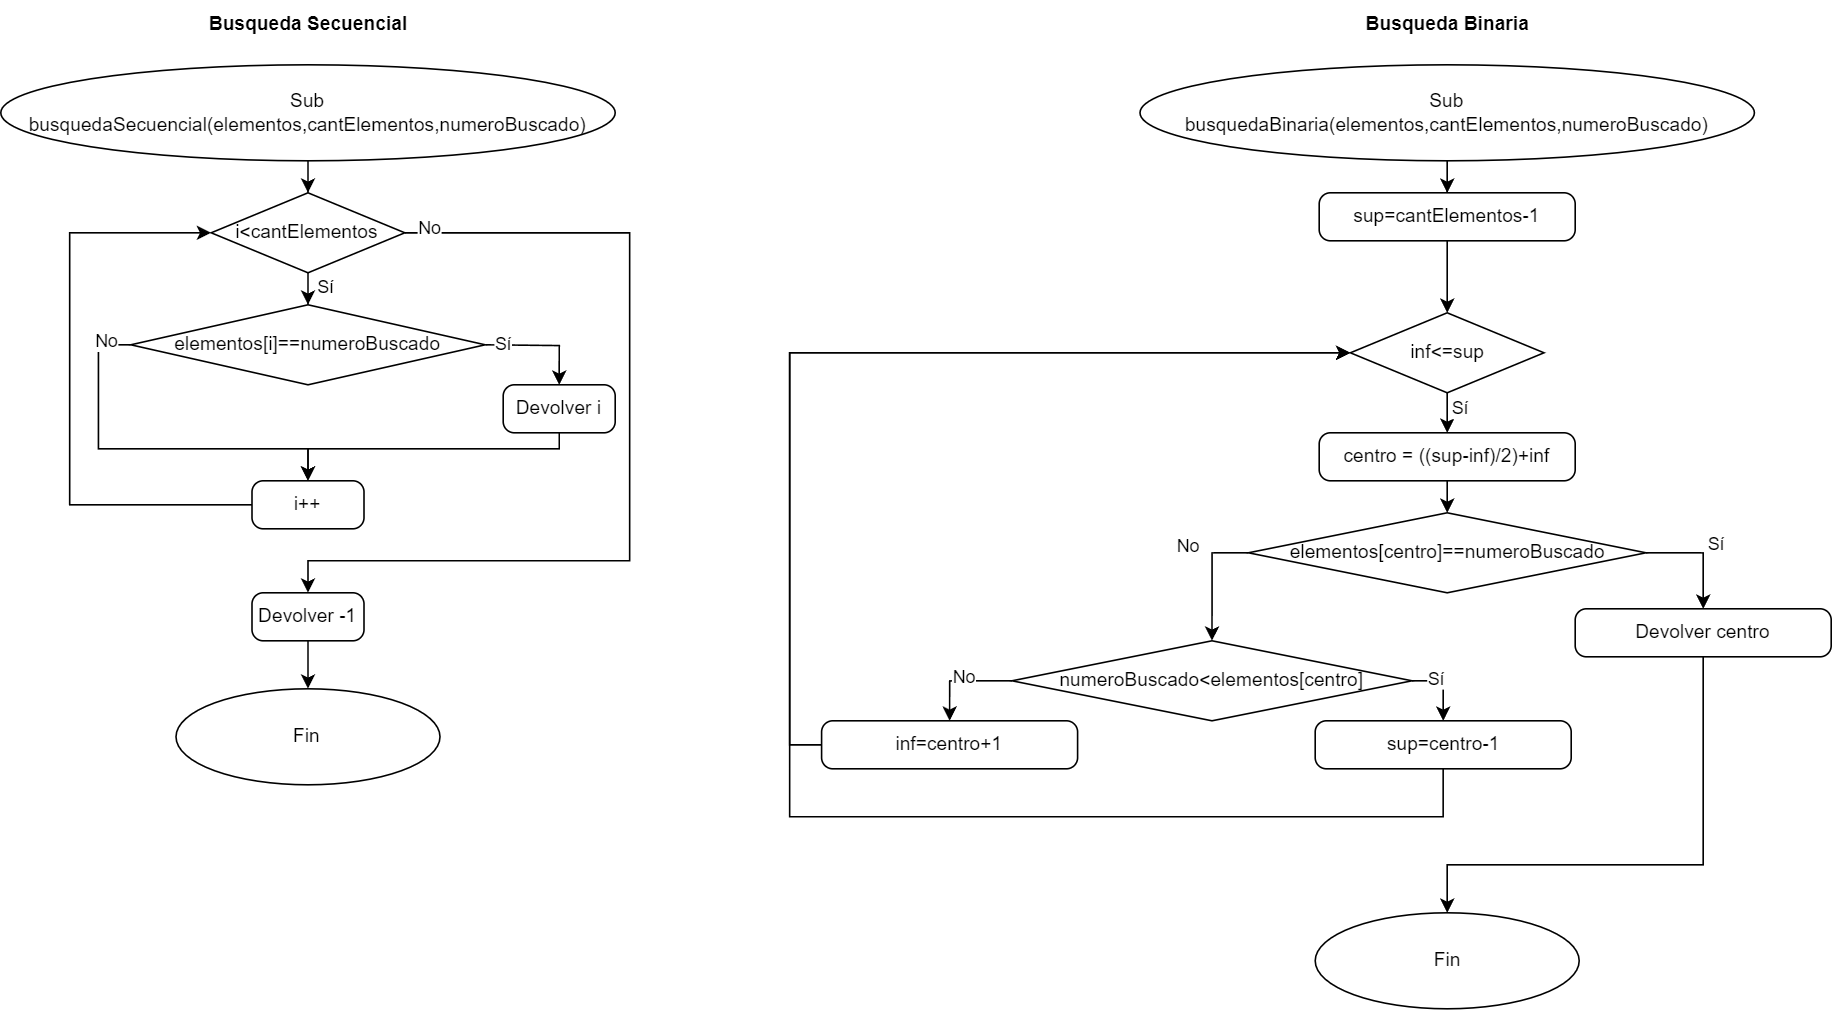 Busqueda Secuencial
Sub
busquedaSecuencial(elementos,cantElementos,numeroBuscado)
i<cantElementos
No
Sí
elementos[i]==numeroBuscado
No
Sí
Devolver i
i++
Devolver -1
Fin
Busqueda Binaria
Sub
busquedaBinaria(elementos,cantElementos,numeroBuscado)
sup=cantElementos-1
inf<=sup
Sí
centro = ((sup-inf)/2)+inf
elementos[centro]==numeroBuscado
No
Sí
Devolver centro
numeroBuscado<elementos[centro]
No
Sí
inf=centro+1
sup=centro-1
Fin